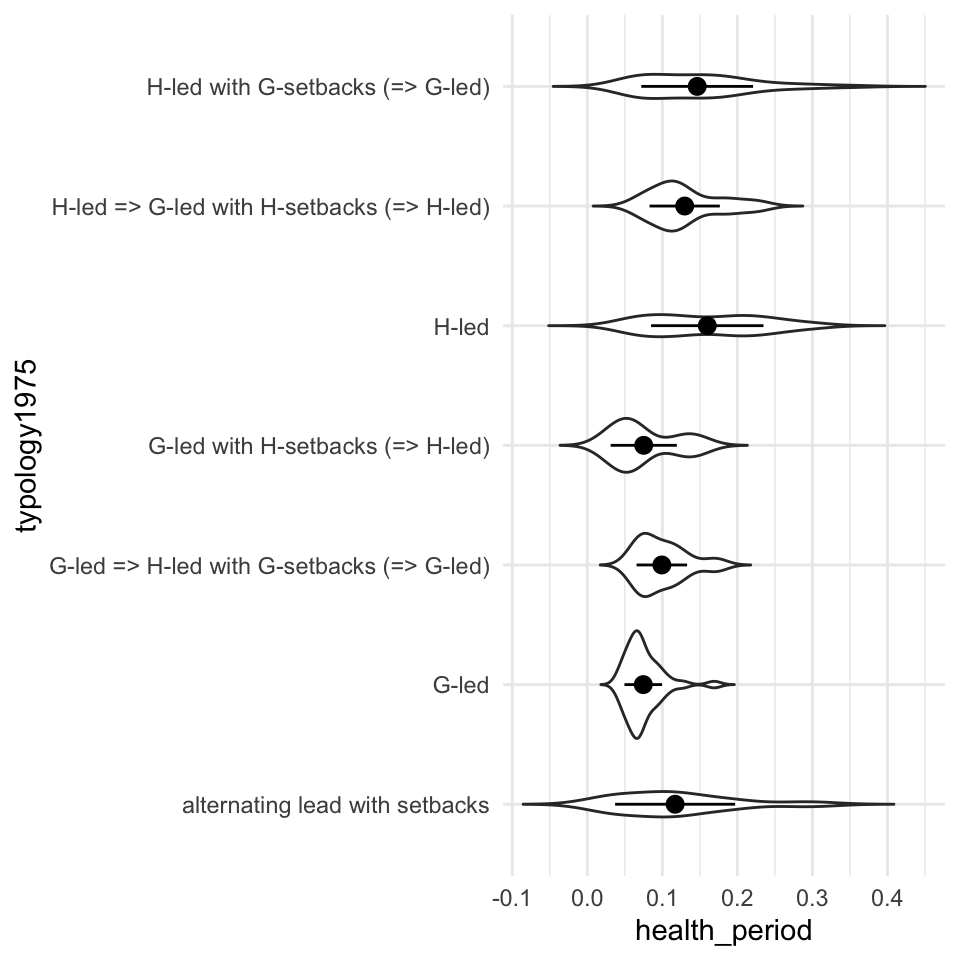 H-led with G-setbacks (=> G-led)
H-led => G-led with H-setbacks (=> H-led)
H-led
G-led with H-setbacks (=> H-led)
G-led => H-led with G-setbacks (=> G-led)
G-led
alternating lead with setbacks
typology1975
-0.1 0.0 0.1 0.2 0.3 0.4
health_period